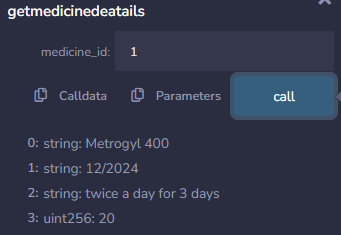 getmedicinedeatails
medicine_id: 1
Calldata Parameters call
0: string: Metrogyl 400
1: string: 12/2024
2: string: twice a day for 3 days
3: uint256: 20